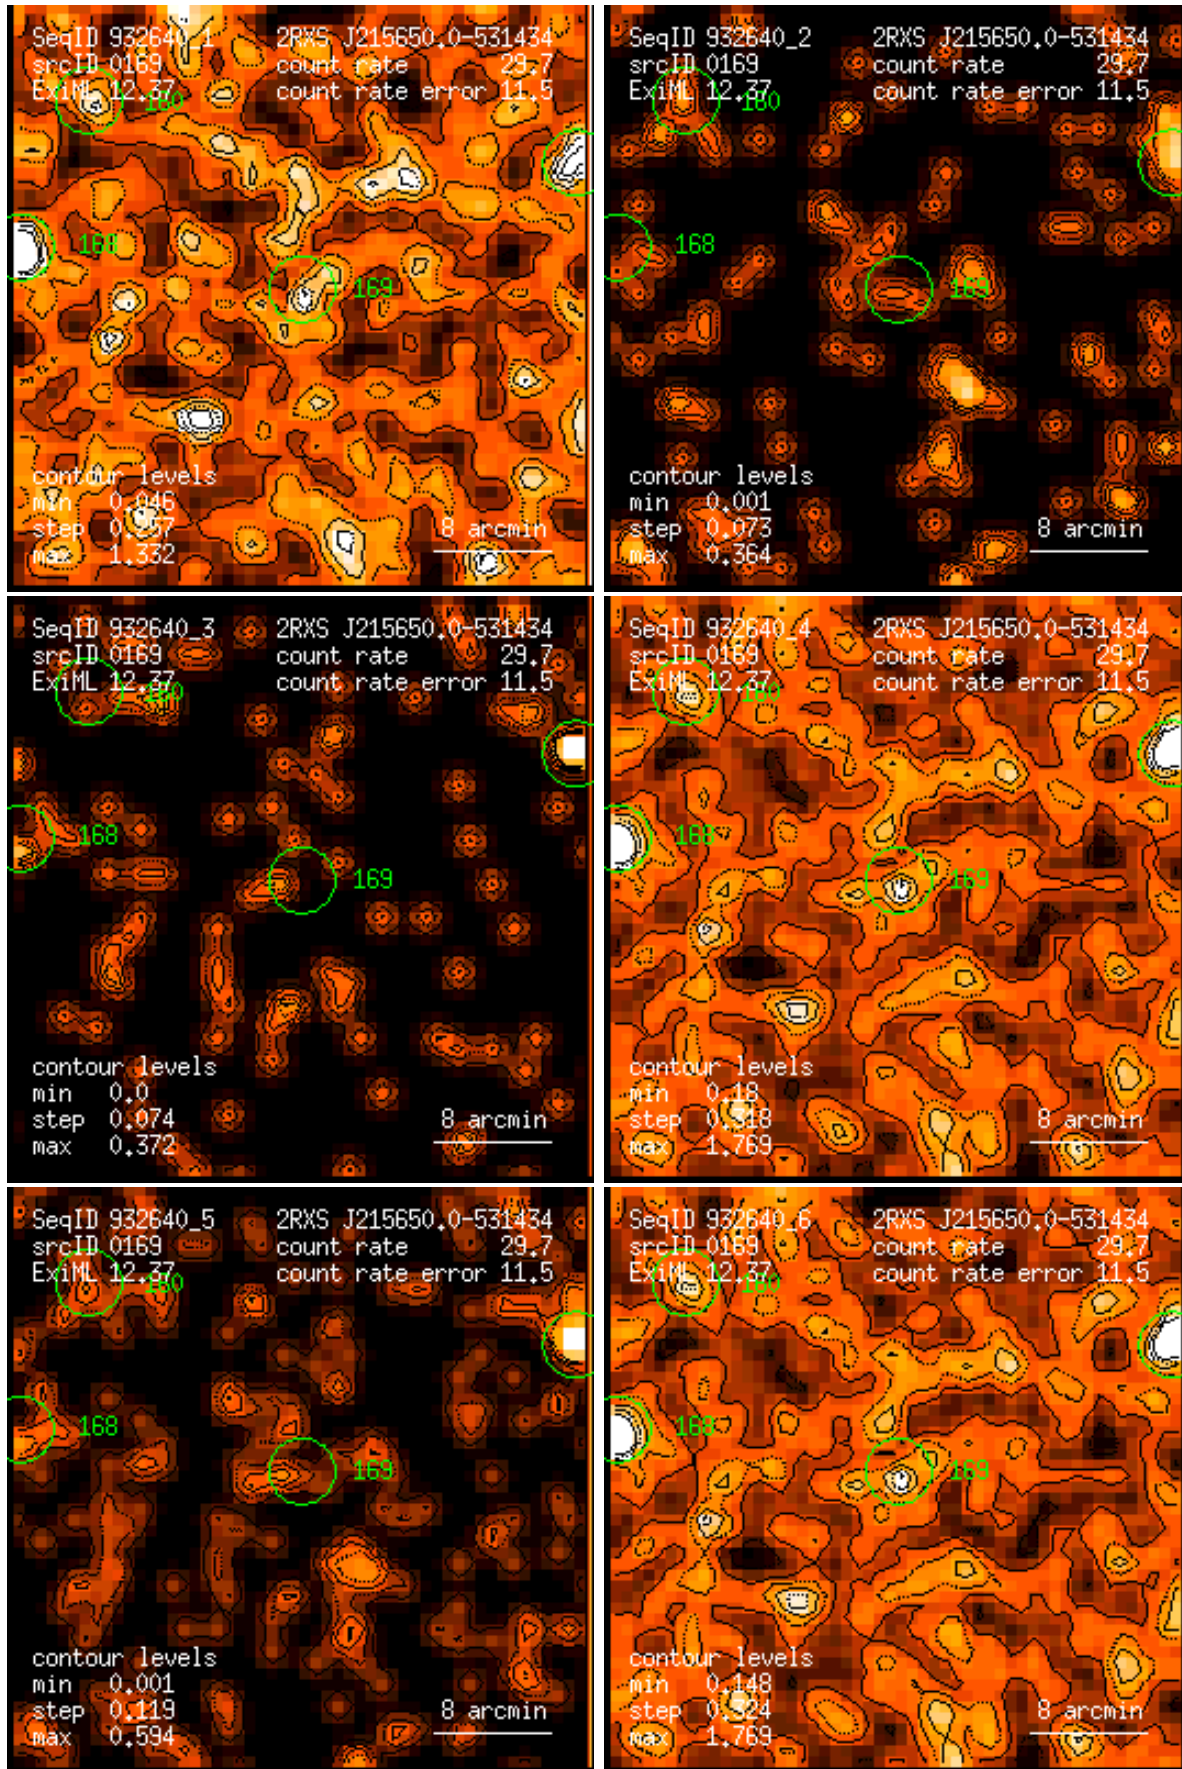 SeqID 932640_1 2RXS J215650.0-531434
srcID 0169 count rate 29.7
ExiML 12.37 count rate error 11.5
160
168
169
contour levels
min 0.046
step 0.257 8 arcmin
max 1.332
SeqID 932640_2 2RXS J215650.0-531434
srcID 0169 count rate 29.7
ExiML 12.37 count rate error 11.5
160
168
169
contour levels
min 0.001
step 0.073 8 arcmin
max 0.364
SeqID 932640_3 2RXS J215650.0-531434
srcID 0169 count rate 29.7
ExiML 12.37 count rate error 11.5
160
168
169
contour levels
min 0.0
step 0.074 8 arcmin
max 0.372
SeqID 932640_4 2RXS J215650.0-531434
srcID 0169 count rate 29.7
ExiML 12.37 count rate error 11.5
160
168
169
contour levels
min 0.18
step 0.318 8 arcmin
max 1.769
SeqID 932640_5 2RXS J215650.0-531434
srcID 0169 count rate 29.7
ExiML 12.37 count rate error 11.5
160
168
169
contour levels
min 0.001
step 0.119 8 arcmin
max 0.594
SeqID 932640_6 2RXS J215650.0-531434
srcID 0169 count rate 29.7
ExiML 12.37 count rate error 11.5
160
168
169
contour levels
min 0.148
step 0.324 8 arcmin
max 1.769